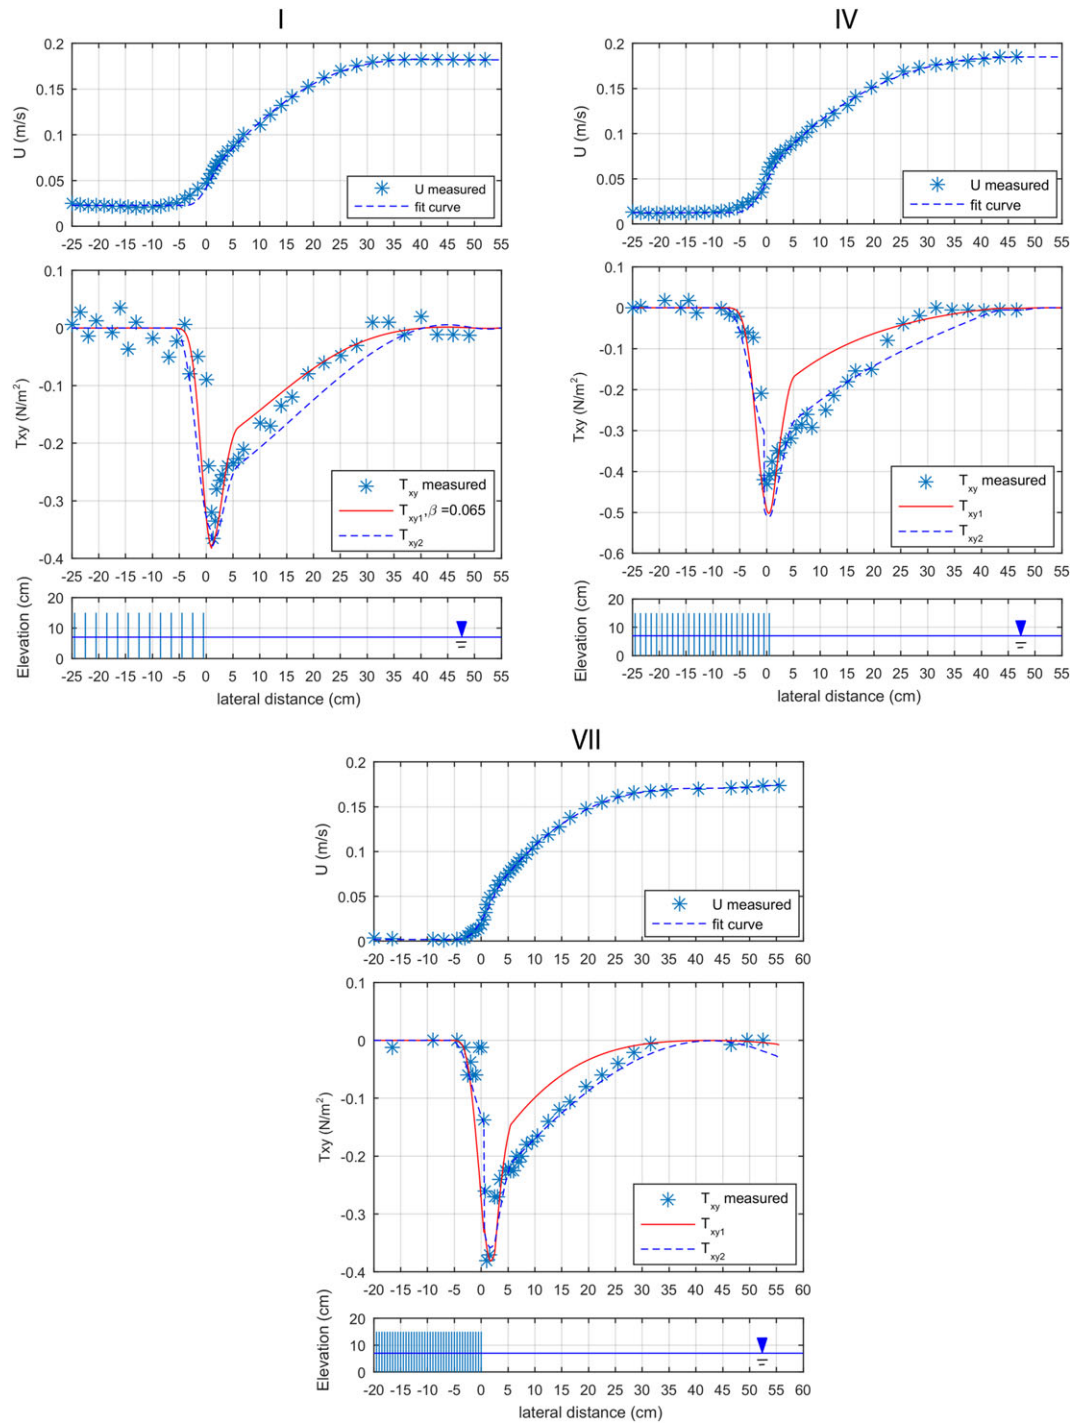 I
IV
0.2
0.15
0.1
0.05
0
U (m/s)
U measured
fit curve
-25 -20 -15 -10 -5 0 5 10 15 20 25 30 35 40 45 50 55
0.2
0.15
0.1
0.05
0
U (m/s)
U measured
fit curve
-25 -20 -15 -10 -5 0 5 10 15 20 25 30 35 40 45 50 55
0.1
0
-0.1
-0.2
-0.3
-0.4
Txy (N/m²)
Txy measured
Txy1, β =0.065
Txy2
-25 -20 -15 -10 -5 0 5 10 15 20 25 30 35 40 45 50 55
0.1
0
-0.1
-0.2
-0.3
-0.4
-0.5
-0.6
Txy (N/m²)
Txy measured
Txy1
Txy2
-25 -20 -15 -10 -5 0 5 10 15 20 25 30 35 40 45 50 55
20
10
0
Elevation (cm)
-25 -20 -15 -10 -5 0 5 10 15 20 25 30 35 40 45 50 55
lateral distance (cm)
20
10
0
Elevation (cm)
-25 -20 -15 -10 -5 0 5 10 15 20 25 30 35 40 45 50 55
lateral distance (cm)
VII
0.2
0.15
0.1
0.05
0
U (m/s)
U measured
fit curve
-20 -15 -10 -5 0 5 10 15 20 25 30 35 40 45 50 55 60
0.1
0
-0.1
-0.2
-0.3
-0.4
Txy (N/m²)
Txy measured
Txy1
Txy2
-20 -15 -10 -5 0 5 10 15 20 25 30 35 40 45 50 55 60
20
10
0
Elevation (cm)
-20 -15 -10 -5 0 5 10 15 20 25 30 35 40 45 50 55 60
lateral distance (cm)